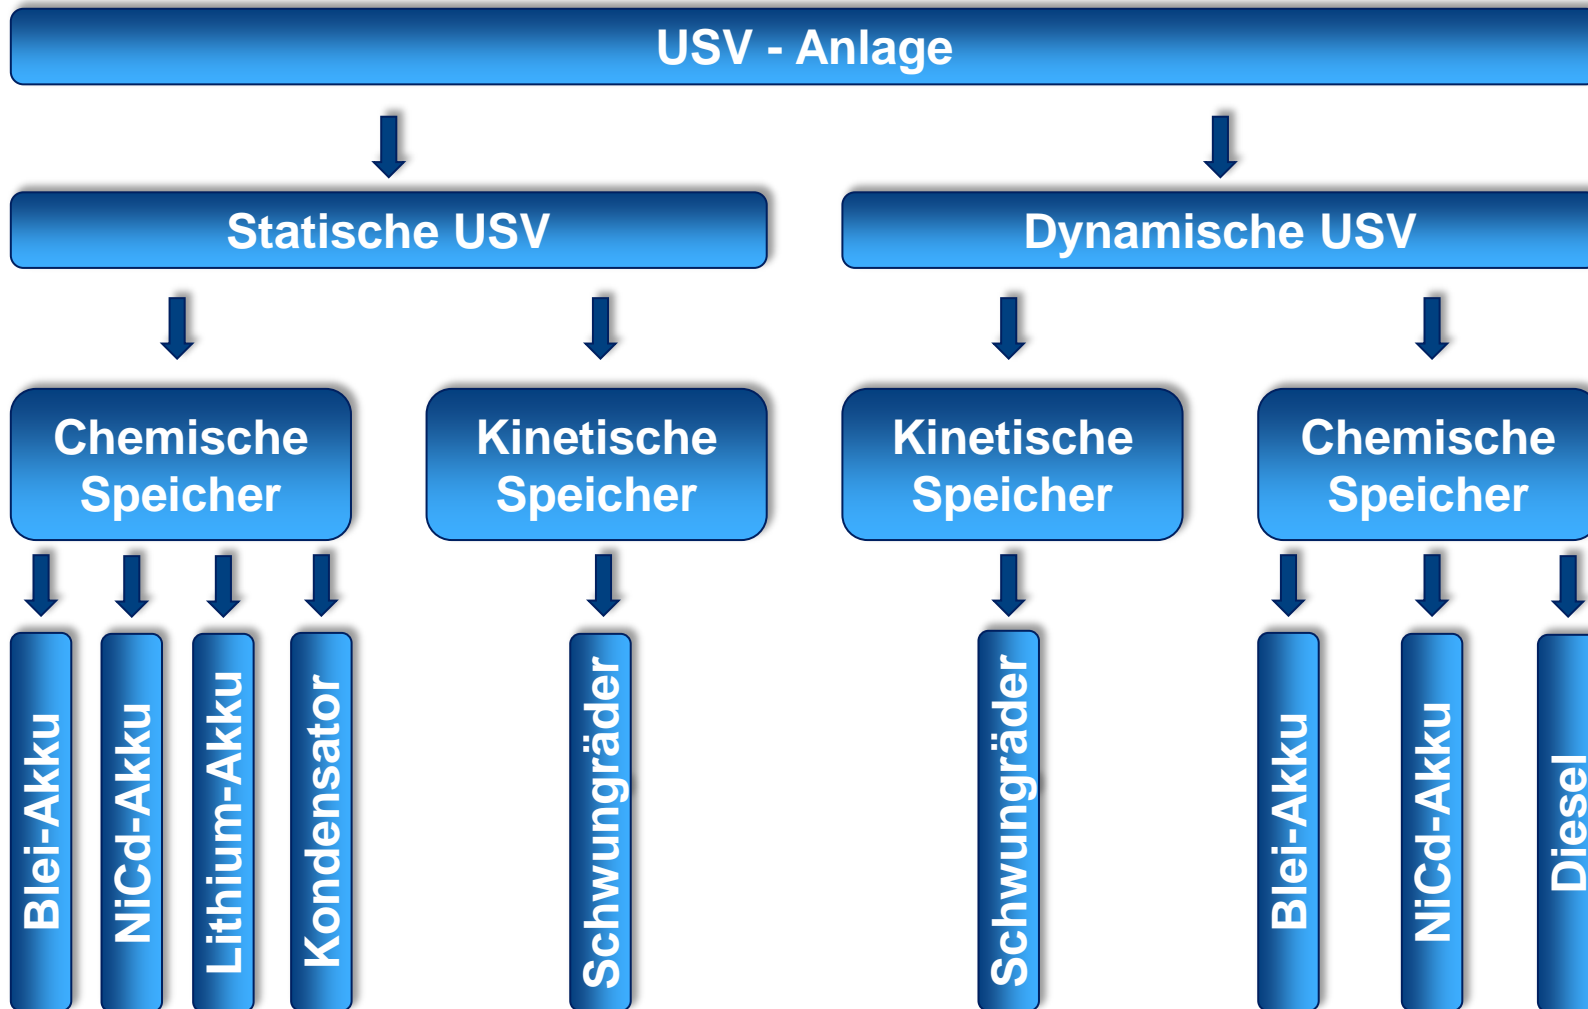 USV - Anlage
Statische USV
Dynamische USV
Chemische
Speicher
Kinetische
Speicher
Kinetische
Speicher
Chemische
Speicher
Blei-Akku
NiCd-Akku
Lithium-Akku
Kondensator
Schwungräder
Schwungräder
Blei-Akku
NiCd-Akku
Diesel